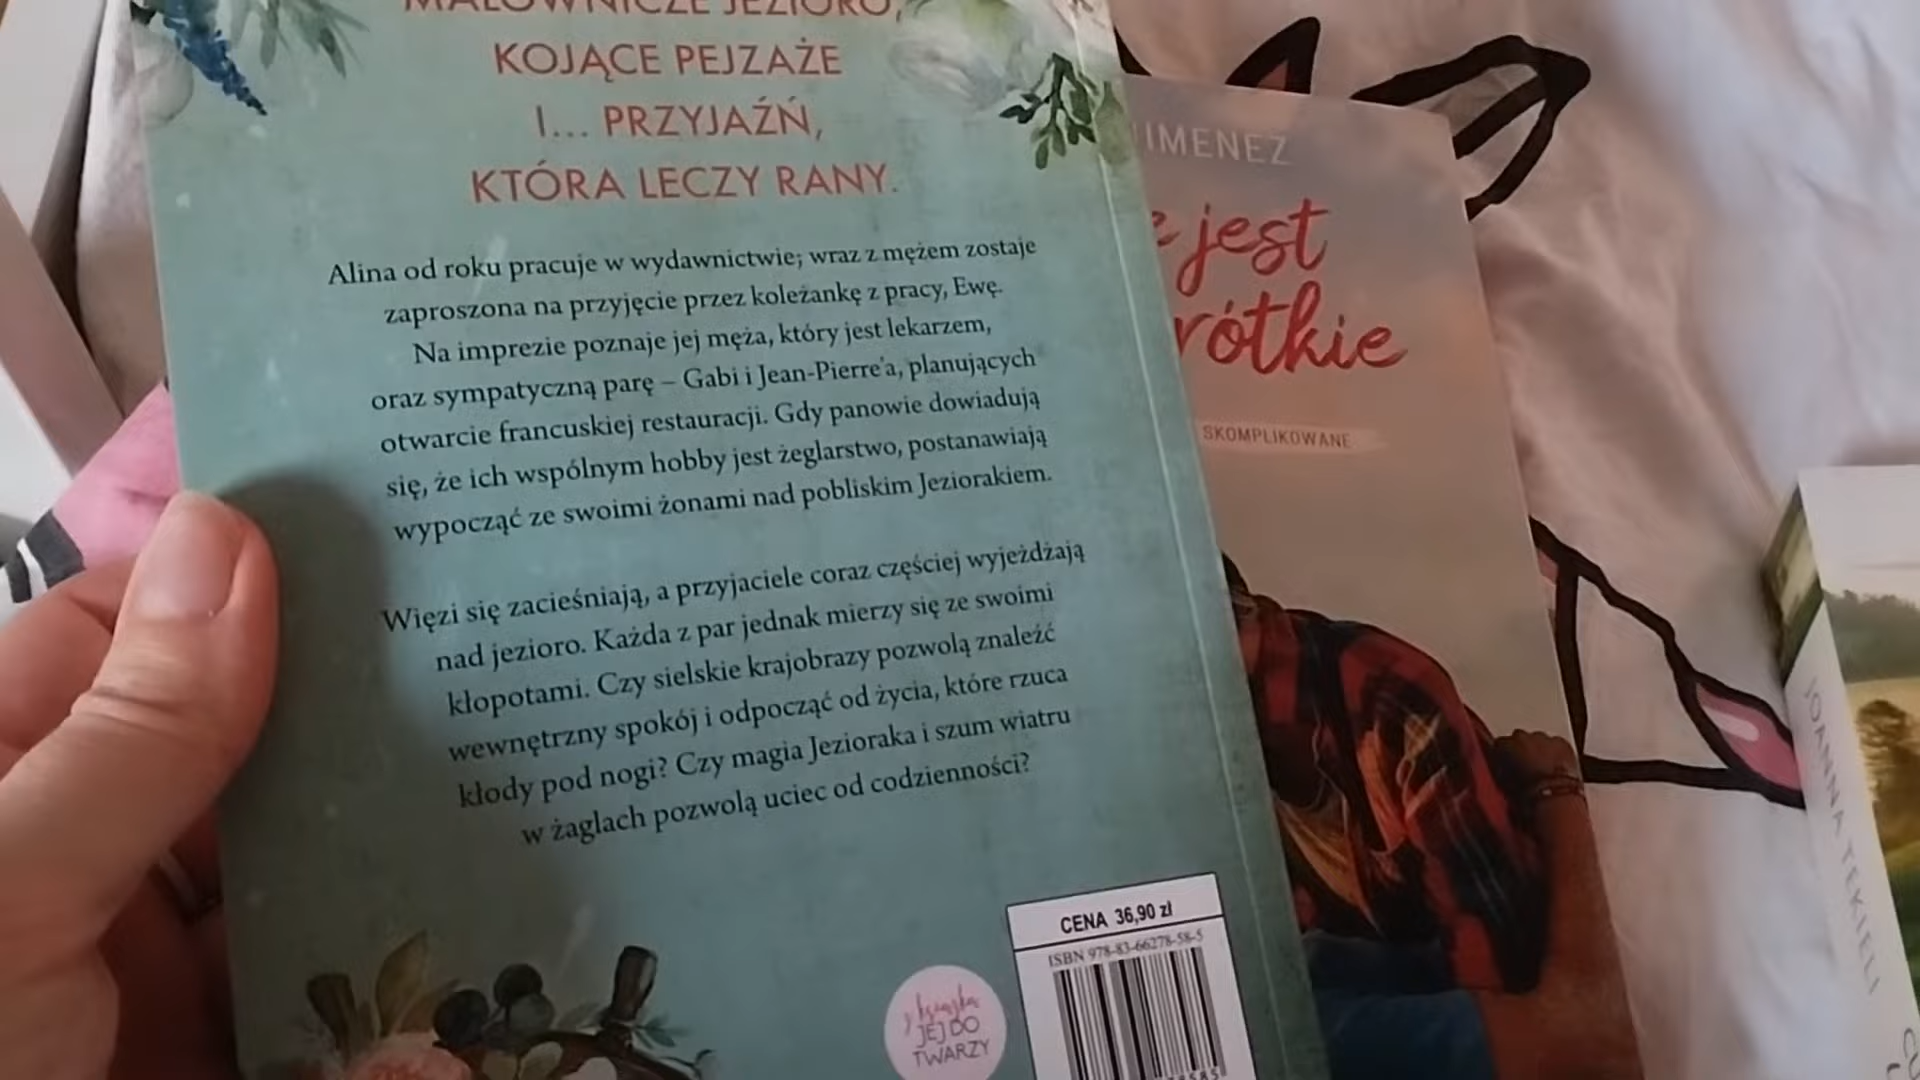 MALOWNICZE JEZIORO,
KOJĄCE PEJZAŻE
I... PRZYJAŹŃ,
KTÓRA LECZY RANY.
Alina od roku pracuje w wydawnictwie; wraz z mężem zostaje
zaproszona na przyjęcie przez koleżankę z pracy, Ewę.
Na imprezie poznaje jej męża, który jest lekarzem,
oraz sympatyczną parę – Gabi i Jean-Pierre'a, planujących
otwarcie francuskiej restauracji. Gdy panowie dowiadują
się, że ich wspólnym hobby jest żeglarstwo, postanawiają
wypocząć ze swoimi żonami nad pobliskim Jeziorakiem.
Więzi się zacieśniają, a przyjaciele coraz częściej wyjeżdżają
nad jezioro. Każda z par jednak mierzy się ze swoimi
kłopotami. Czy sielskie krajobrazy pozwolą znaleźć
wewnętrzny spokój i odpocząć od życia, które rzuca
kłody pod nogi? Czy magia Jezioraka i szum wiatru
w żaglach pozwolą uciec od codzienności?
CENA 36,90 zł
ISBN 978-83-66278-58-5
z książką
JEJ DO
TWARZY
IMENEZ
jest
rótkie
SKOMPLIKOWANE
JOANNA TEKIELI